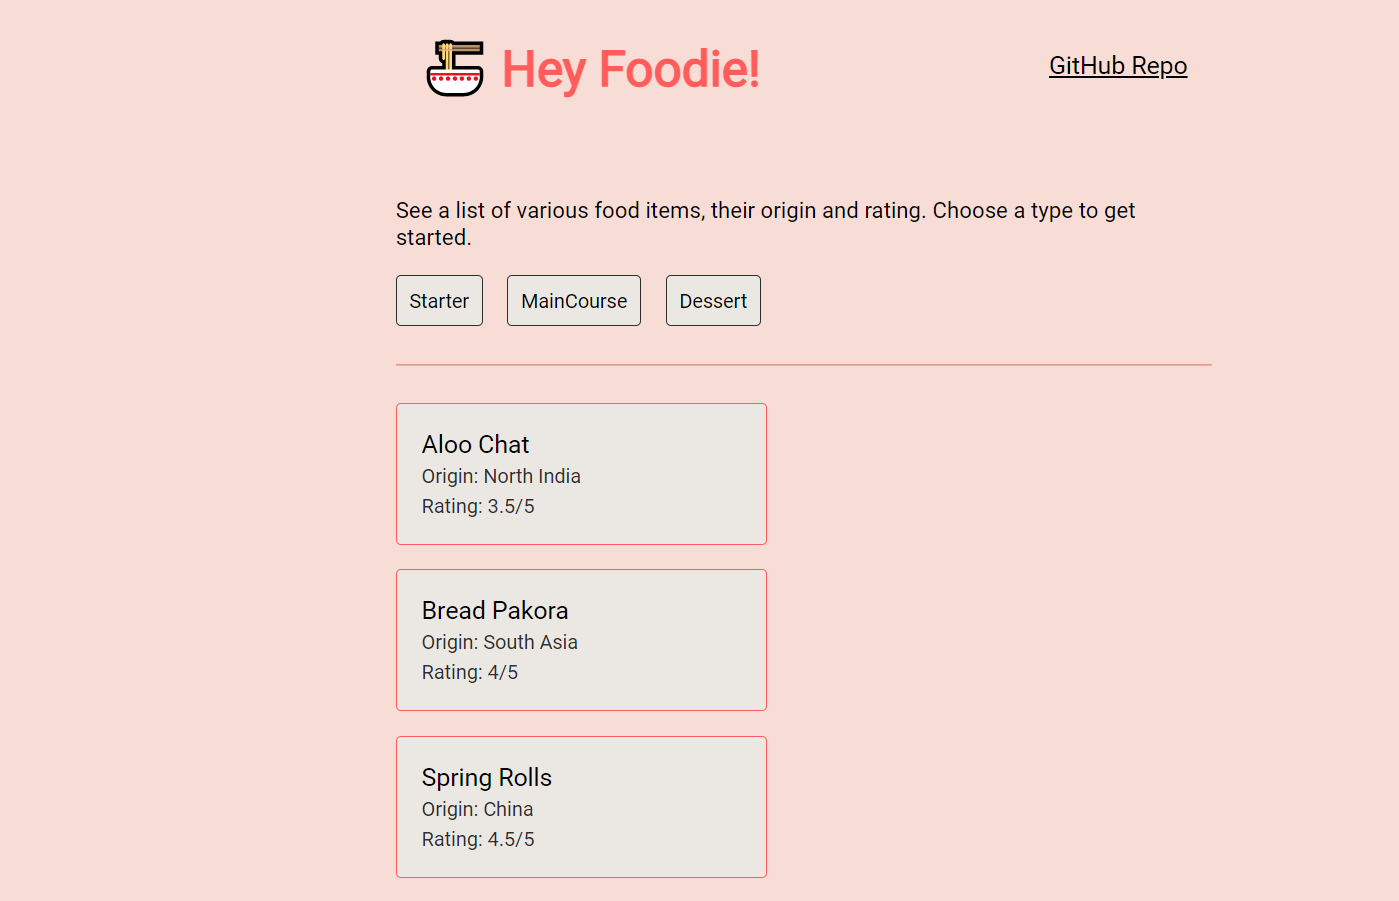 Hey Foodie!
GitHub Repo
See a list of various food items, their origin and rating. Choose a type to get
started.
Starter
MainCourse
Dessert
Aloo Chat
Origin: North India
Rating: 3.5/5
Bread Pakora
Origin: South Asia
Rating: 4/5
Spring Rolls
Origin: China
Rating: 4.5/5